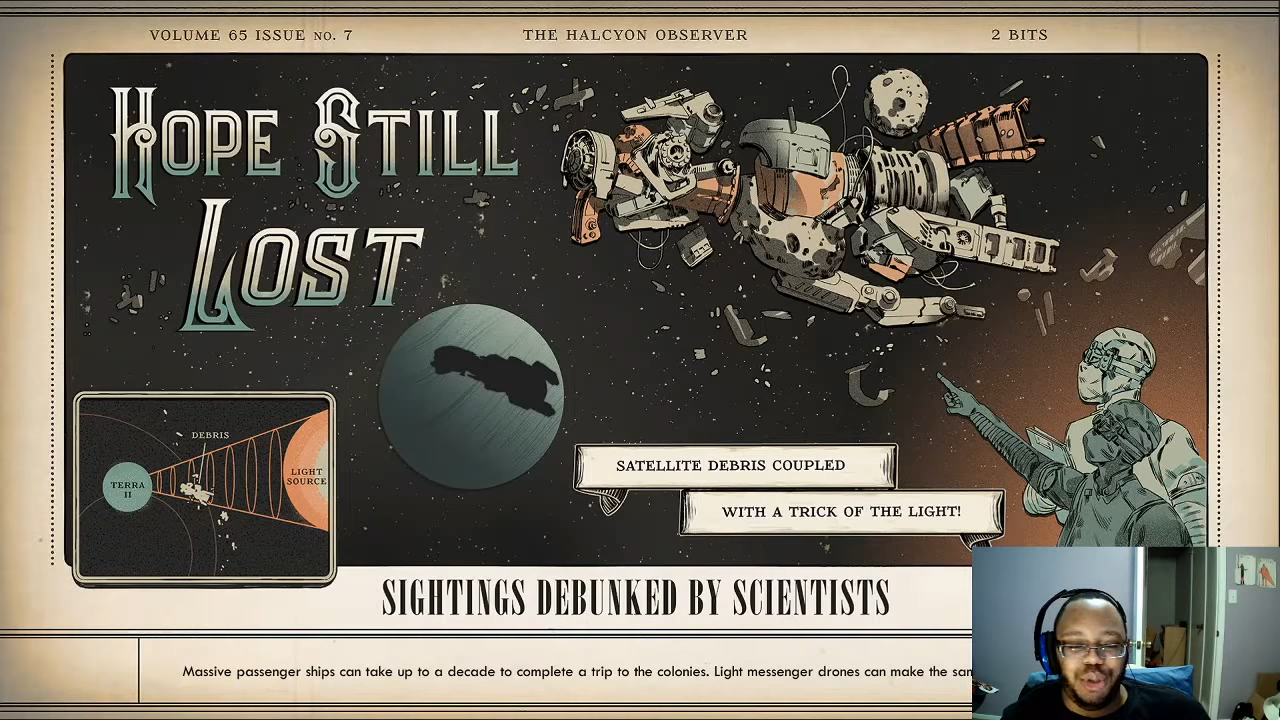 VOLUME 65 ISSUE NO. 7
THE HALCYON OBSERVER
2 BITS
HOPE STILL
LOST
DEBRIS
TERRA
II
LIGHT
SOURCE
SATELLITE DEBRIS COUPLED
WITH A TRICK OF THE LIGHT!
SIGHTINGS DEBUNKED BY SCIENTISTS
Massive passenger ships can take up to a decade to complete a trip to the colonies. Light messenger drones can make the